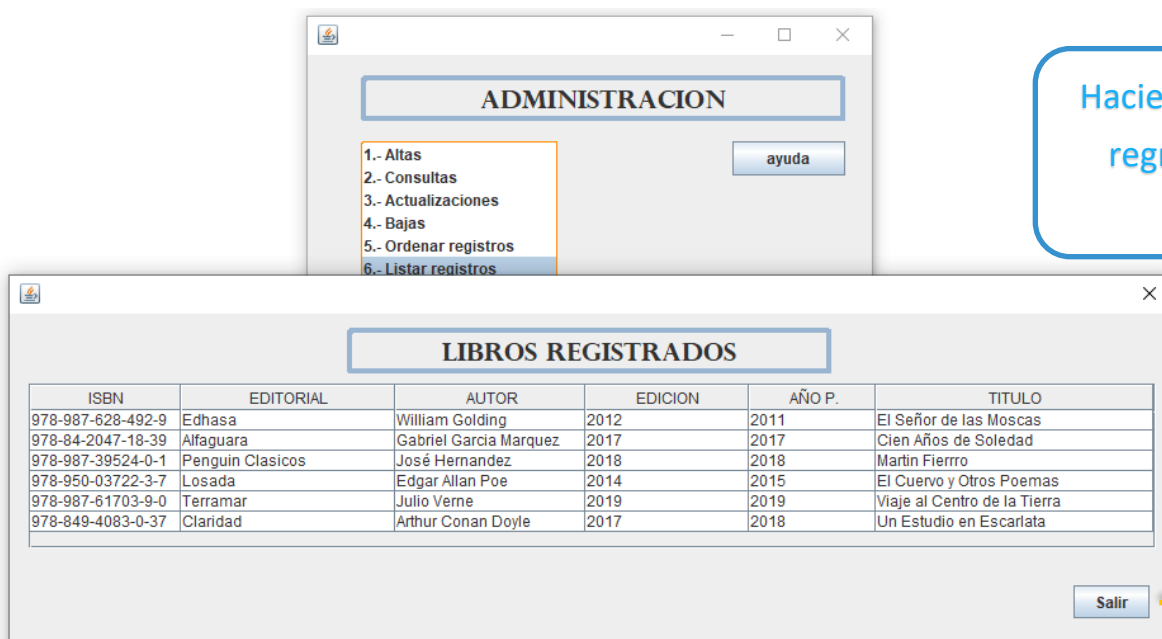 ADMINISTRACION
1.- Altas
2.- Consultas
3.- Actualizaciones
4.- Bajas
5.- Ordenar registros
6.- Listar registros
ayuda
LIBROS REGISTRADOS
ISBN EDITORIAL AUTOR EDICION AÑO P. TITULO
978-987-628-492-9 Edhasa William Golding 2012 2011 El Señor de las Moscas
978-84-2047-18-39 Alfaguara Gabriel Garcia Marquez 2017 2017 Cien Años de Soledad
978-987-39524-0-1 Penguin Clasicos José Hernandez 2018 2018 Martin Fierrro
978-950-03722-3-7 Losada Edgar Allan Poe 2014 2015 El Cuervo y Otros Poemas
978-987-61703-9-0 Terramar Julio Verne 2019 2019 Viaje al Centro de la Tierra
978-849-4083-0-37 Claridad Arthur Conan Doyle 2017 2018 Un Estudio en Escarlata
Salir